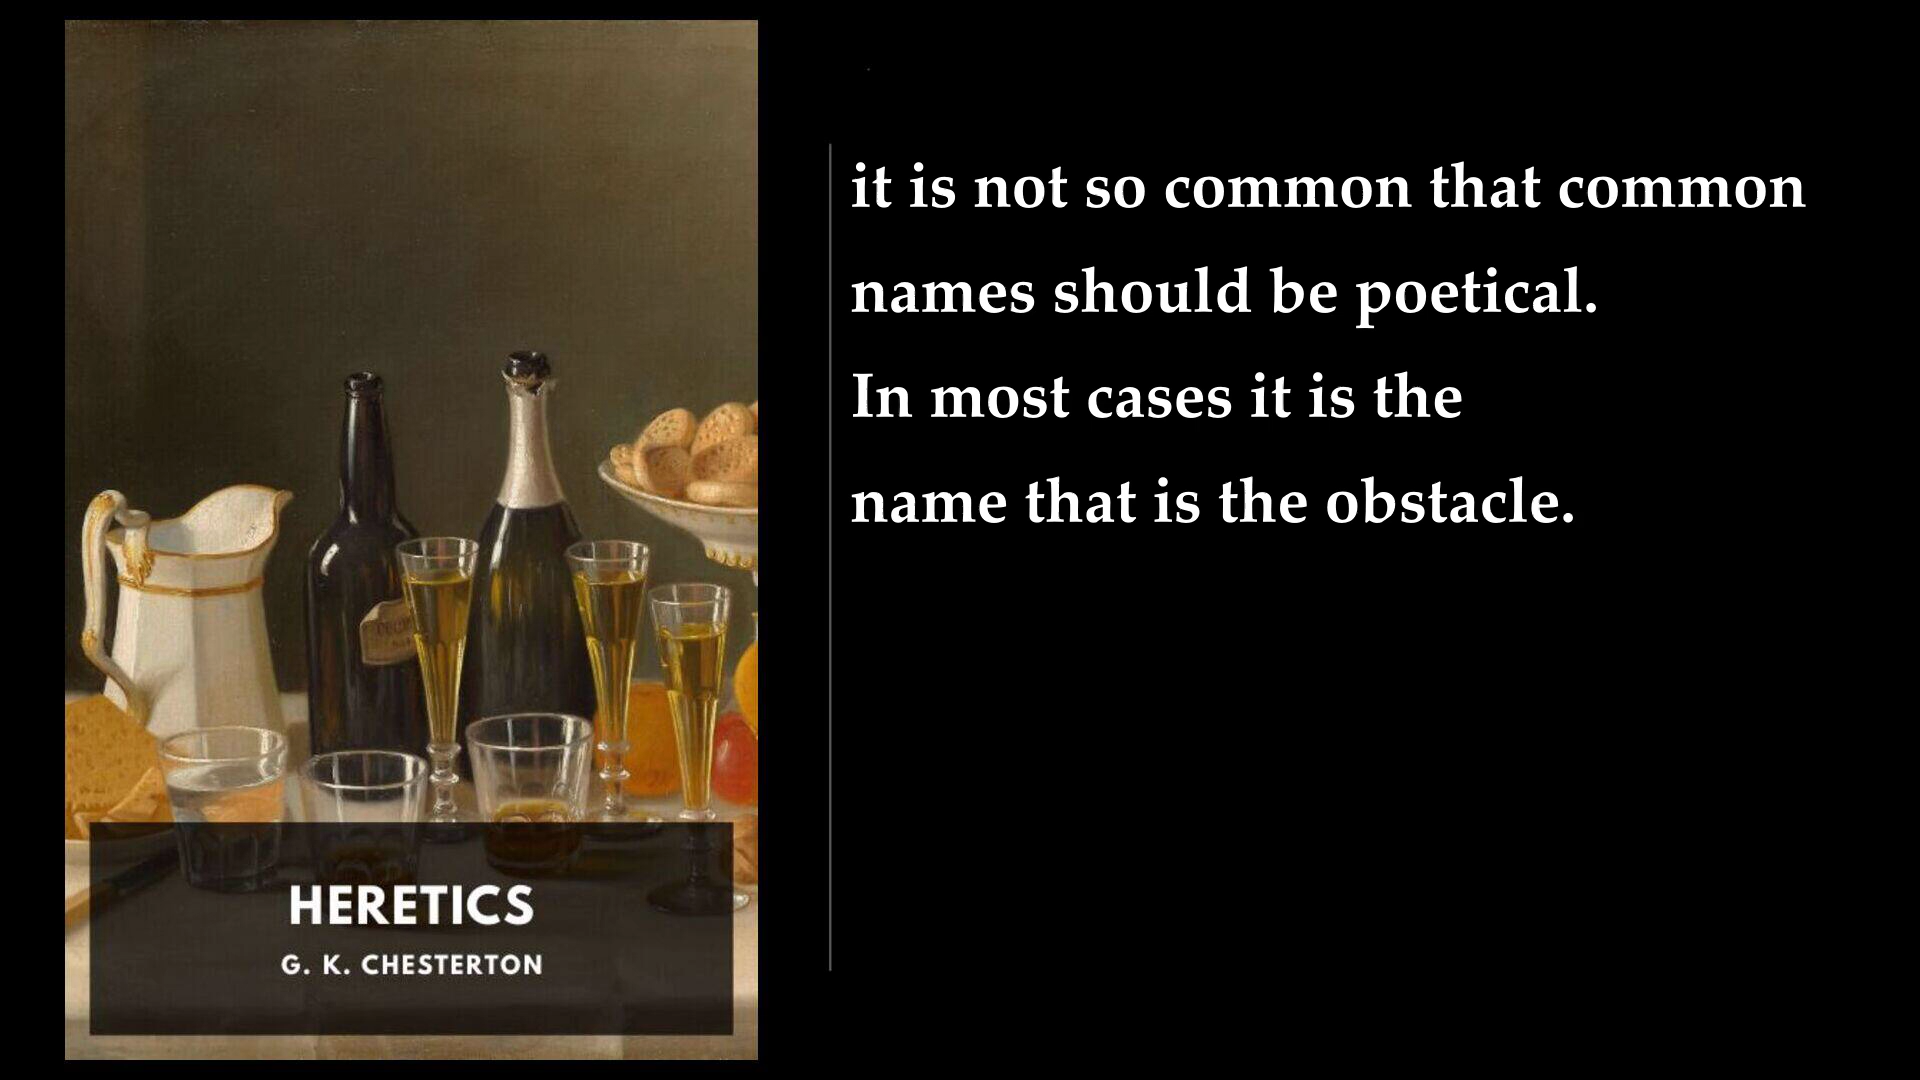 it is not so common that common
names should be poetical.
In most cases it is the
name that is the obstacle.
HERETICS
G. K. CHESTERTON